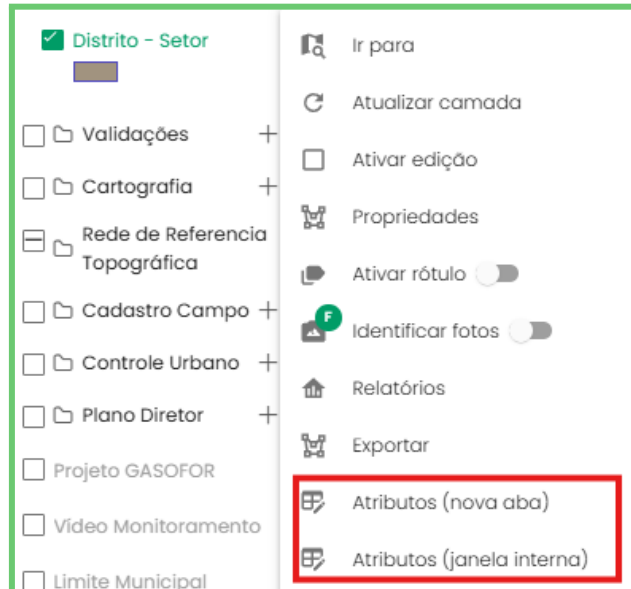 Distrito - Setor
Validações
Cartografia
Rede de Referencia
Topográfica
Cadastro Campo
Controle Urbano
Plano Diretor
Projeto GASOFOR
Vídeo Monitoramento
Limite Municipal
Ir para
Atualizar camada
Ativar edição
Propriedades
Ativar rótulo
F
Identificar fotos
Relatórios
Exportar
Atributos (nova aba)
Atributos (janela interna)